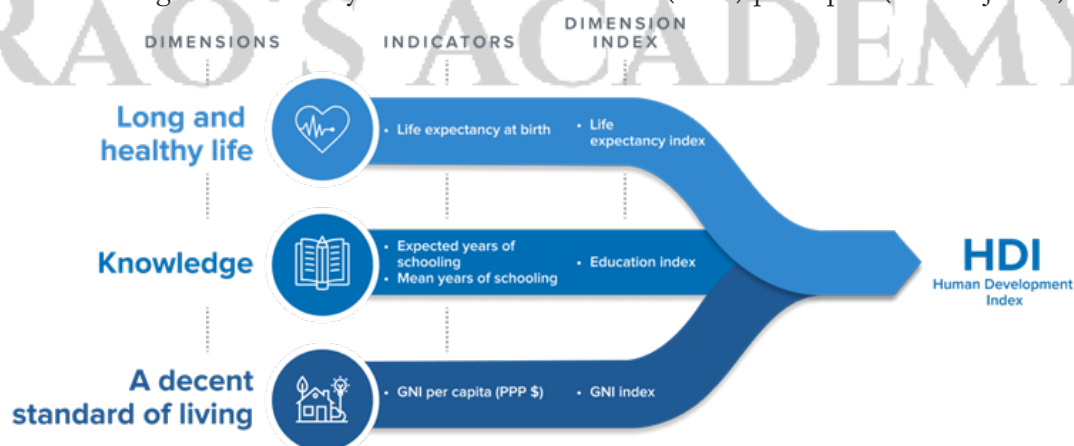 RAO'S ACADEMY
DIMENSIONS
INDICATORS
DIMENSION
INDEX
Long and
healthy life
• Life expectancy at birth
• Life
expectancy index
Knowledge
• Expected years of
schooling
• Mean years of schooling
• Education index
HDI
Human Development
Index
A decent
standard of living
• GNI per capita (PPP $)
• GNI index